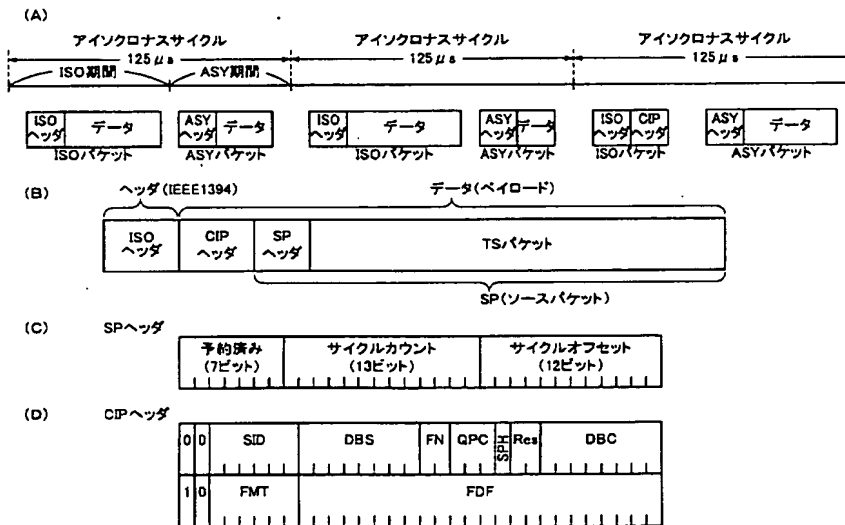 (A)
アイソクロナスサイクル アイソクロナスサイクル アイソクロナスサイクル
125μs 125μs 125μs
ISO期間 ASY期間
ISO ヘッダ データ ASY ヘッダ データ ISO ヘッダ データ ASY ヘッダ データ ISO ヘッダ CIP ヘッダ ASY ヘッダ データ
ISOパケット ASYパケット ISOパケット ASYパケット ISOパケット ASYパケット
(B) ヘッダ(IEEE1394) データ(ペイロード)
ISO CIP SP TSパケット
ヘッダ ヘッダ ヘッダ
SP(ソースパケット)
(C) SPヘッダ
予約済み サイクルカウント サイクルオフセット
(7ビット) (13ビット) (12ビット)
(D) CIPヘッダ
0 0 SID DBS FN QPC SPH Res DBC
1 0 FMT FDF